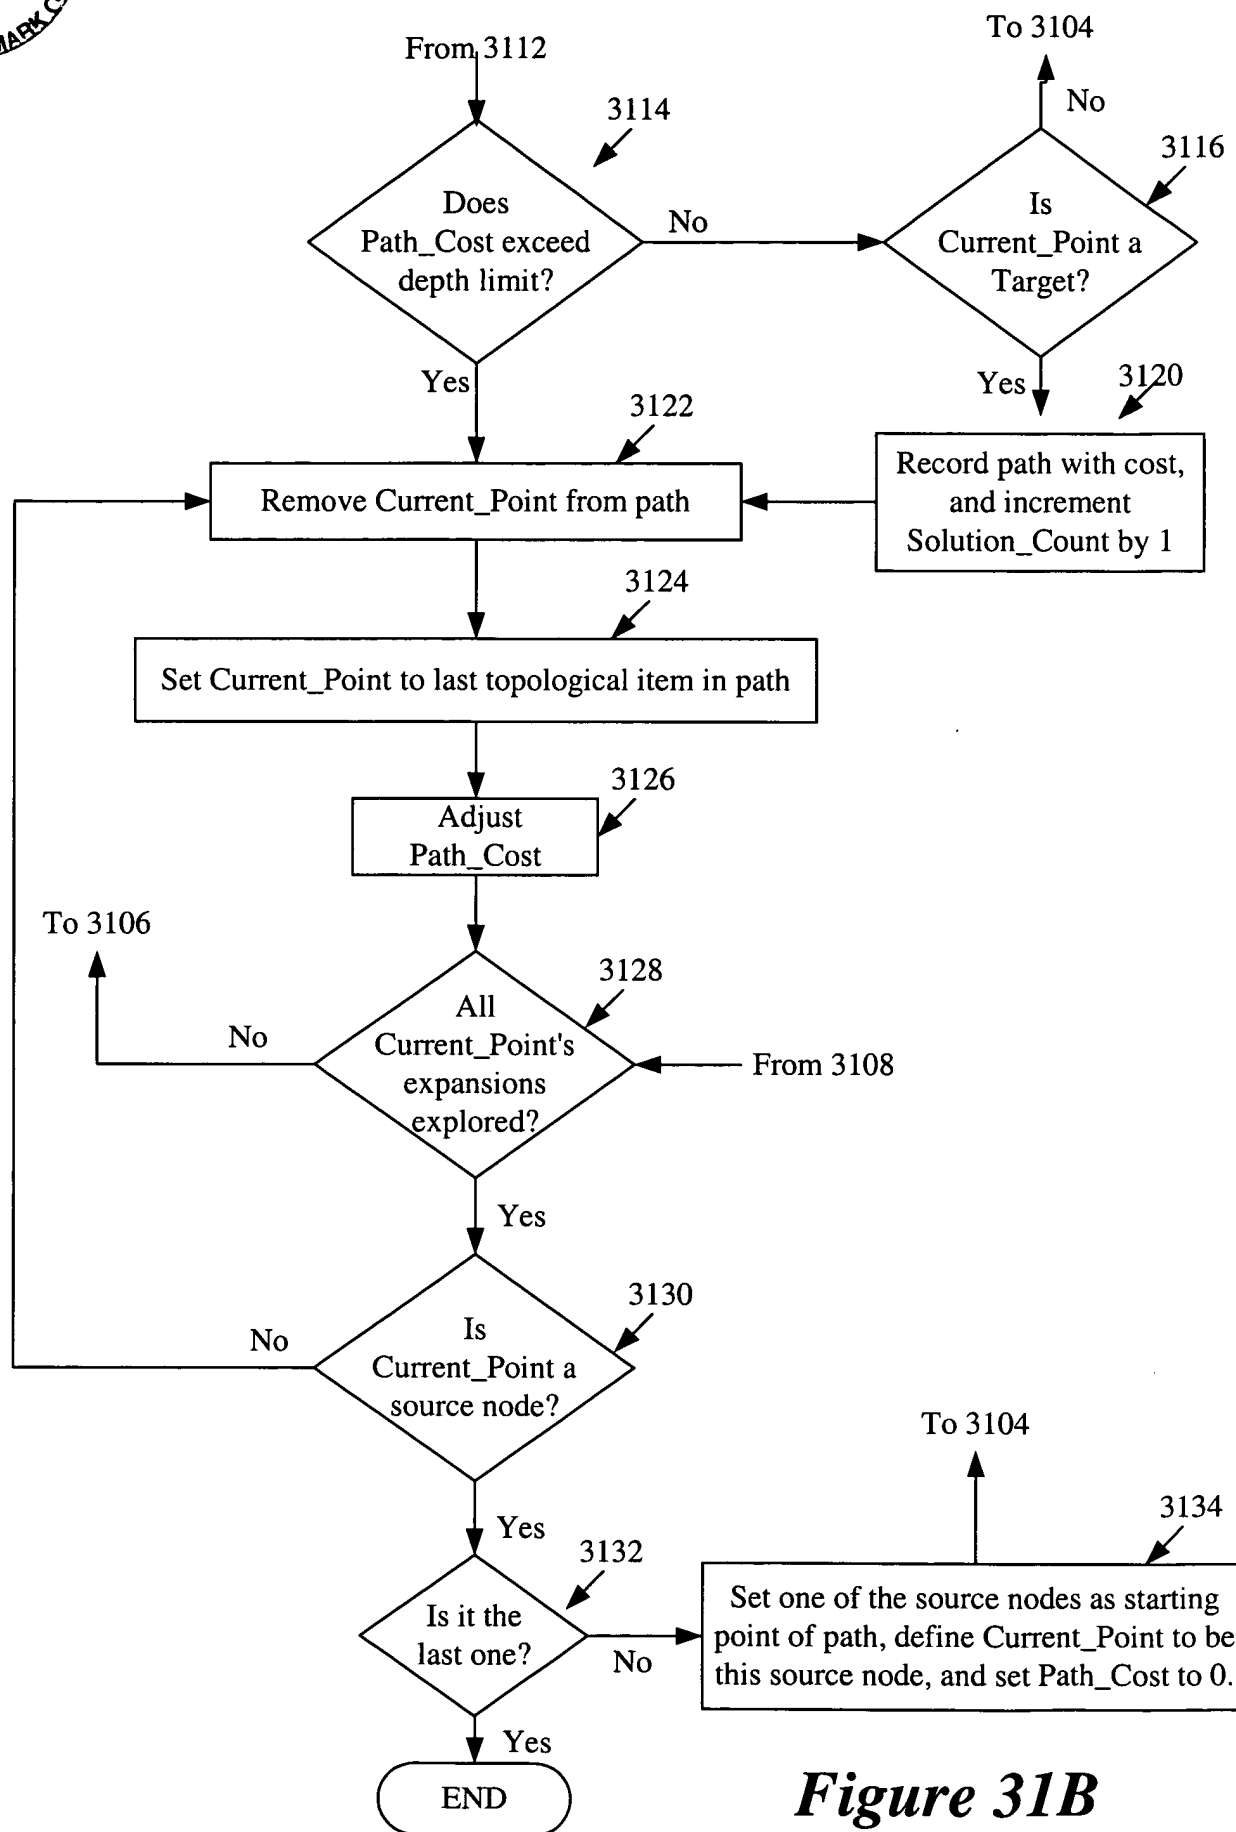 From 3112
To 3104
No
3114
3116
Does
Path_Cost exceed
depth limit?
No
Is
Current_Point a
Target?
Yes
Yes
3120
3122
Remove Current_Point from path
Record path with cost,
and increment
Solution_Count by 1
3124
Set Current_Point to last topological item in path
3126
Adjust
Path_Cost
To 3106
3128
All
Current_Point's
expansions
explored?
No
From 3108
Yes
3130
Is
Current_Point a
source node?
No
To 3104
Yes
3134
3132
Is it the
last one?
No
Set one of the source nodes as starting
point of path, define Current_Point to be
this source node, and set Path_Cost to 0.
Yes
END
Figure 31B